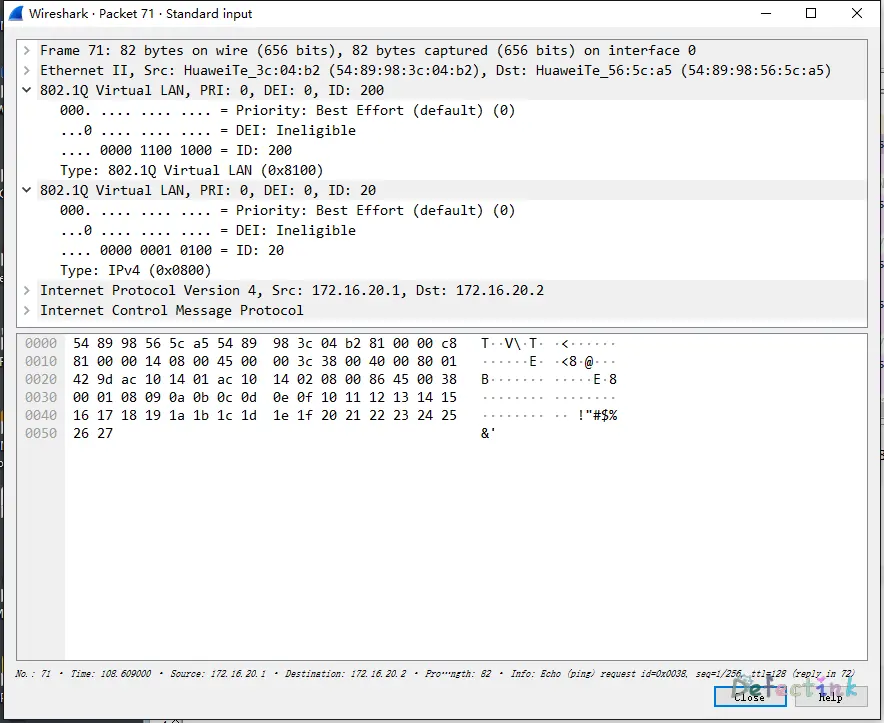 Wireshark · Packet 71 · Standard input
Frame 71: 82 bytes on wire (656 bits), 82 bytes captured (656 bits) on interface 0
Ethernet II, Src: HuaweiTe_3c:04:b2 (54:89:98:3c:04:b2), Dst: HuaweiTe_56:5c:a5 (54:89:98:56:5c:a5)
802.1Q Virtual LAN, PRI: 0, DEI: 0, ID: 200
000. .... .... .... = Priority: Best Effort (default) (0)
...0 .... .... .... = DEI: Ineligible
.... 0000 1100 1000 = ID: 200
Type: 802.1Q Virtual LAN (0x8100)
802.1Q Virtual LAN, PRI: 0, DEI: 0, ID: 20
000. .... .... .... = Priority: Best Effort (default) (0)
...0 .... .... .... = DEI: Ineligible
.... 0000 0001 0100 = ID: 20
Type: IPv4 (0x0800)
Internet Protocol Version 4, Src: 172.16.20.1, Dst: 172.16.20.2
Internet Control Message Protocol
0000 54 89 98 56 5c a5 54 89 98 3c 04 b2 81 00 00 c8 T··V\·T· ·<······
0010 81 00 00 14 08 00 45 00 00 3c 38 00 40 00 80 01 ······E· ·<8·@···
0020 42 9d ac 10 14 01 ac 10 14 02 08 00 86 45 00 38 B······· ·····E·8
0030 00 01 08 09 0a 0b 0c 0d 0e 0f 10 11 12 13 14 15 ········ ········
0040 16 17 18 19 1a 1b 1c 1d 1e 1f 20 21 22 23 24 25 ········ ·· !"#$%
0050 26 27 &'
No.: 71 · Time: 108.609000 · Source: 172.16.20.1 · Destination: 172.16.20.2 · Pro⋯ngth: 82 · Info: Echo (ping) request id=0x0038, seq=1/256, ttl=128 (reply in 72)
Close
Help
Defectink